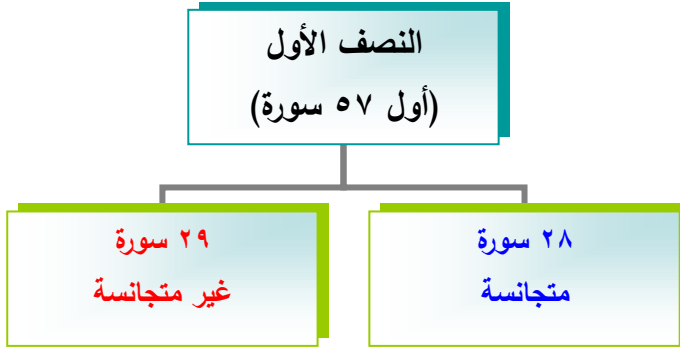 النصف الأول
(أول ٥٧ سورة)
٢٨ سورة
متجانسة
٢٩ سورة
غير متجانسة